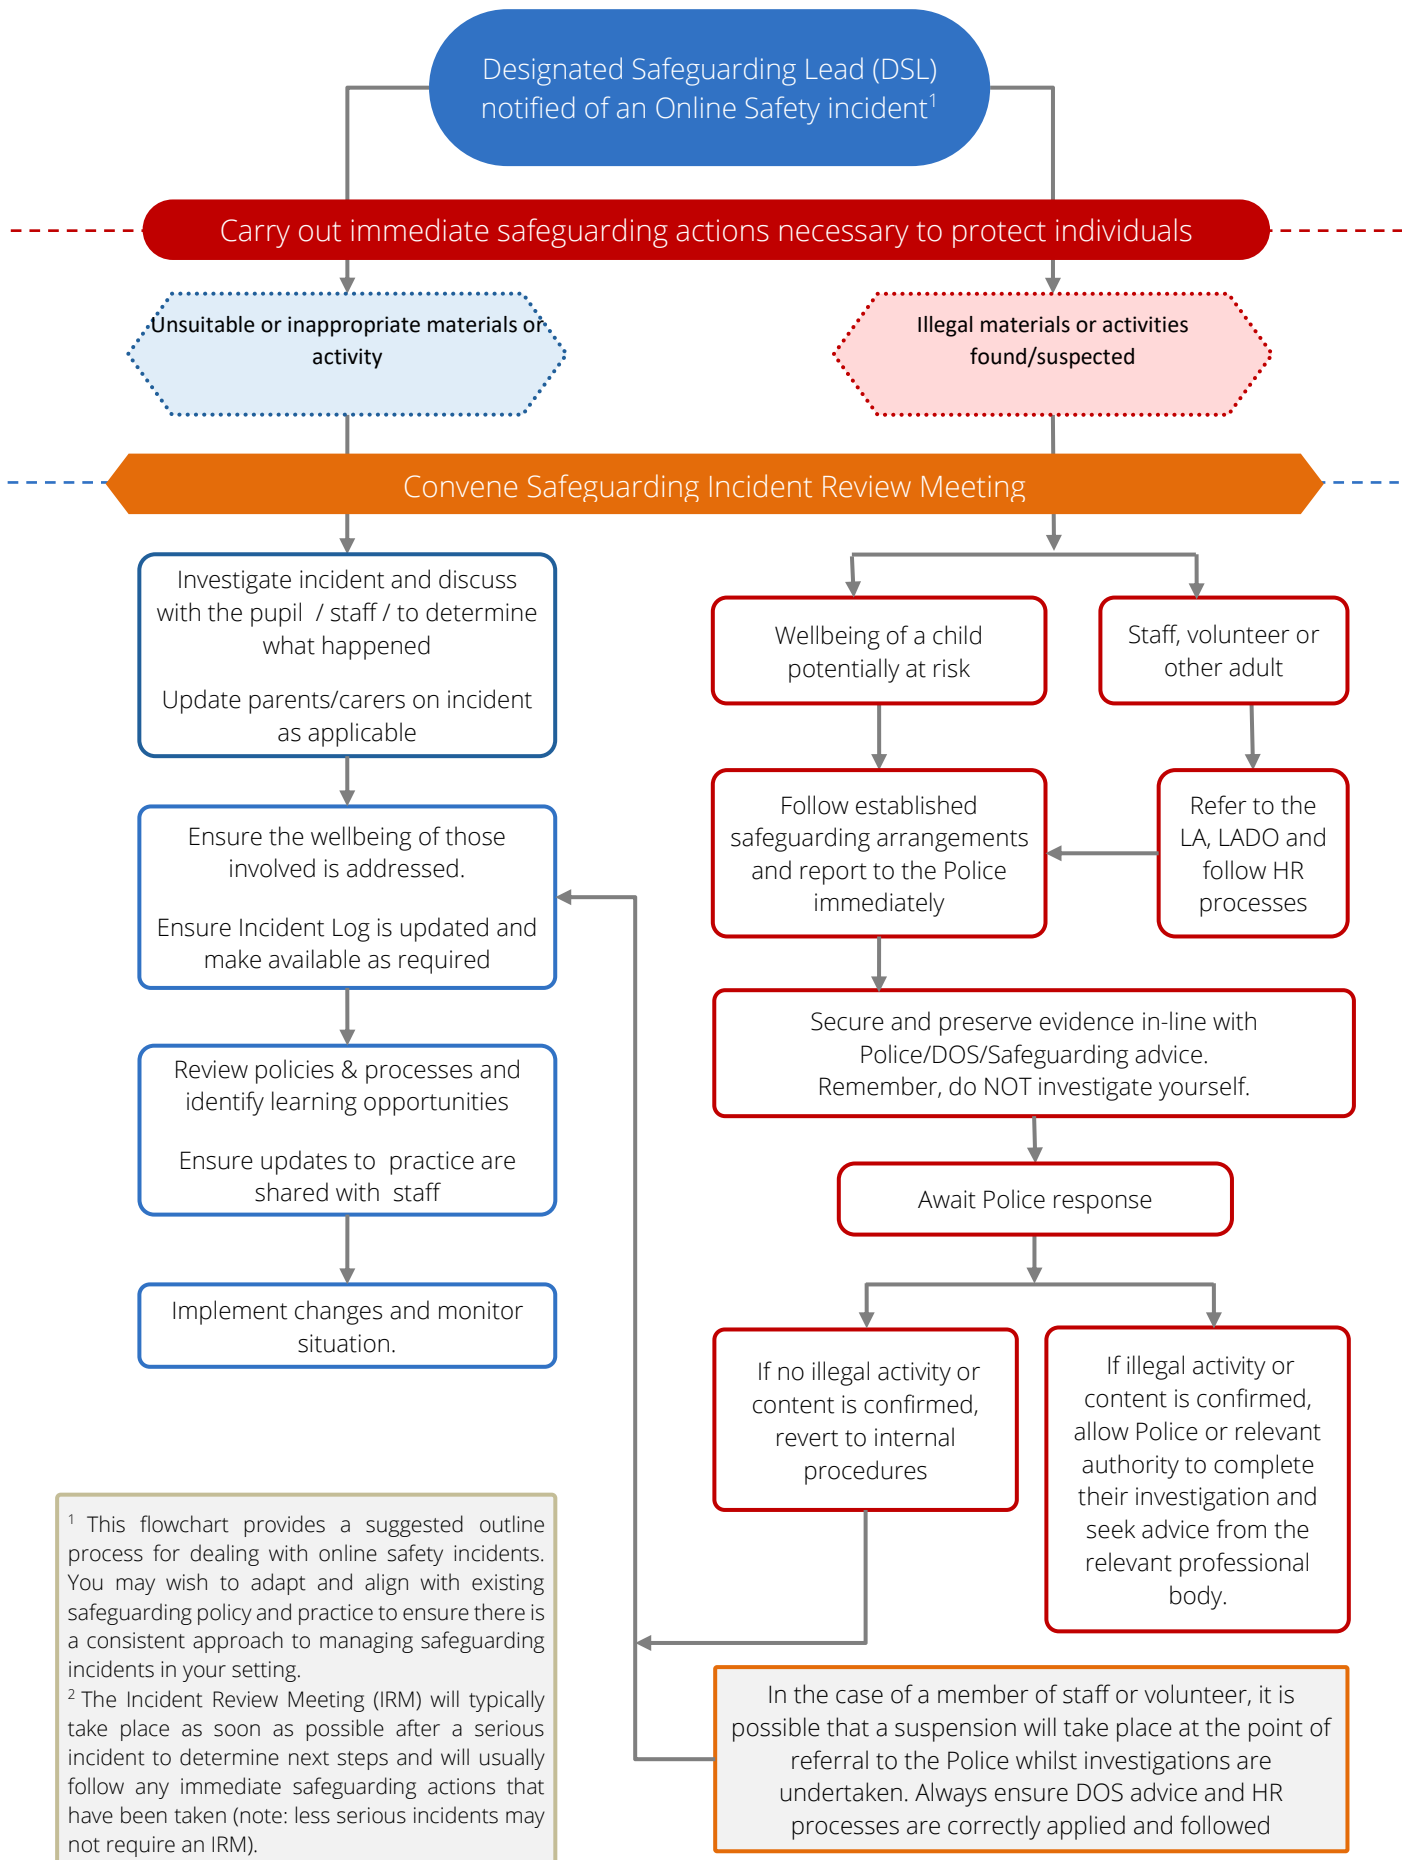 Designated Safeguarding Lead (DSL)
notified of an Online Safety incident¹
Carry out immediate safeguarding actions necessary to protect individuals
Unsuitable or inappropriate materials or
activity
Illegal materials or activities
found/suspected
Convene Safeguarding Incident Review Meeting
Investigate incident and discuss
with the pupil / staff / to determine
what happened
Update parents/carers on incident
as applicable
Ensure the wellbeing of those
involved is addressed.
Ensure Incident Log is updated and
make available as required
Review policies & processes and
identify learning opportunities
Ensure updates to practice are
shared with staff
Implement changes and monitor
situation.
Wellbeing of a child
potentially at risk
Staff, volunteer or
other adult
Follow established
safeguarding arrangements
and report to the Police
immediately
Refer to the
LA, LADO and
follow HR
processes
Secure and preserve evidence in-line with
Police/DOS/Safeguarding advice.
Remember, do NOT investigate yourself.
Await Police response
If no illegal activity or
content is confirmed,
revert to internal
procedures
If illegal activity or
content is confirmed,
allow Police or relevant
authority to complete
their investigation and
seek advice from the
relevant professional
body.
¹ This flowchart provides a suggested outline
process for dealing with online safety incidents.
You may wish to adapt and align with existing
safeguarding policy and practice to ensure there is
a consistent approach to managing safeguarding
incidents in your setting.
² The Incident Review Meeting (IRM) will typically
take place as soon as possible after a serious
incident to determine next steps and will usually
follow any immediate safeguarding actions that
have been taken (note: less serious incidents may
not require an IRM).
In the case of a member of staff or volunteer, it is
possible that a suspension will take place at the point of
referral to the Police whilst investigations are
undertaken. Always ensure DOS advice and HR
processes are correctly applied and followed